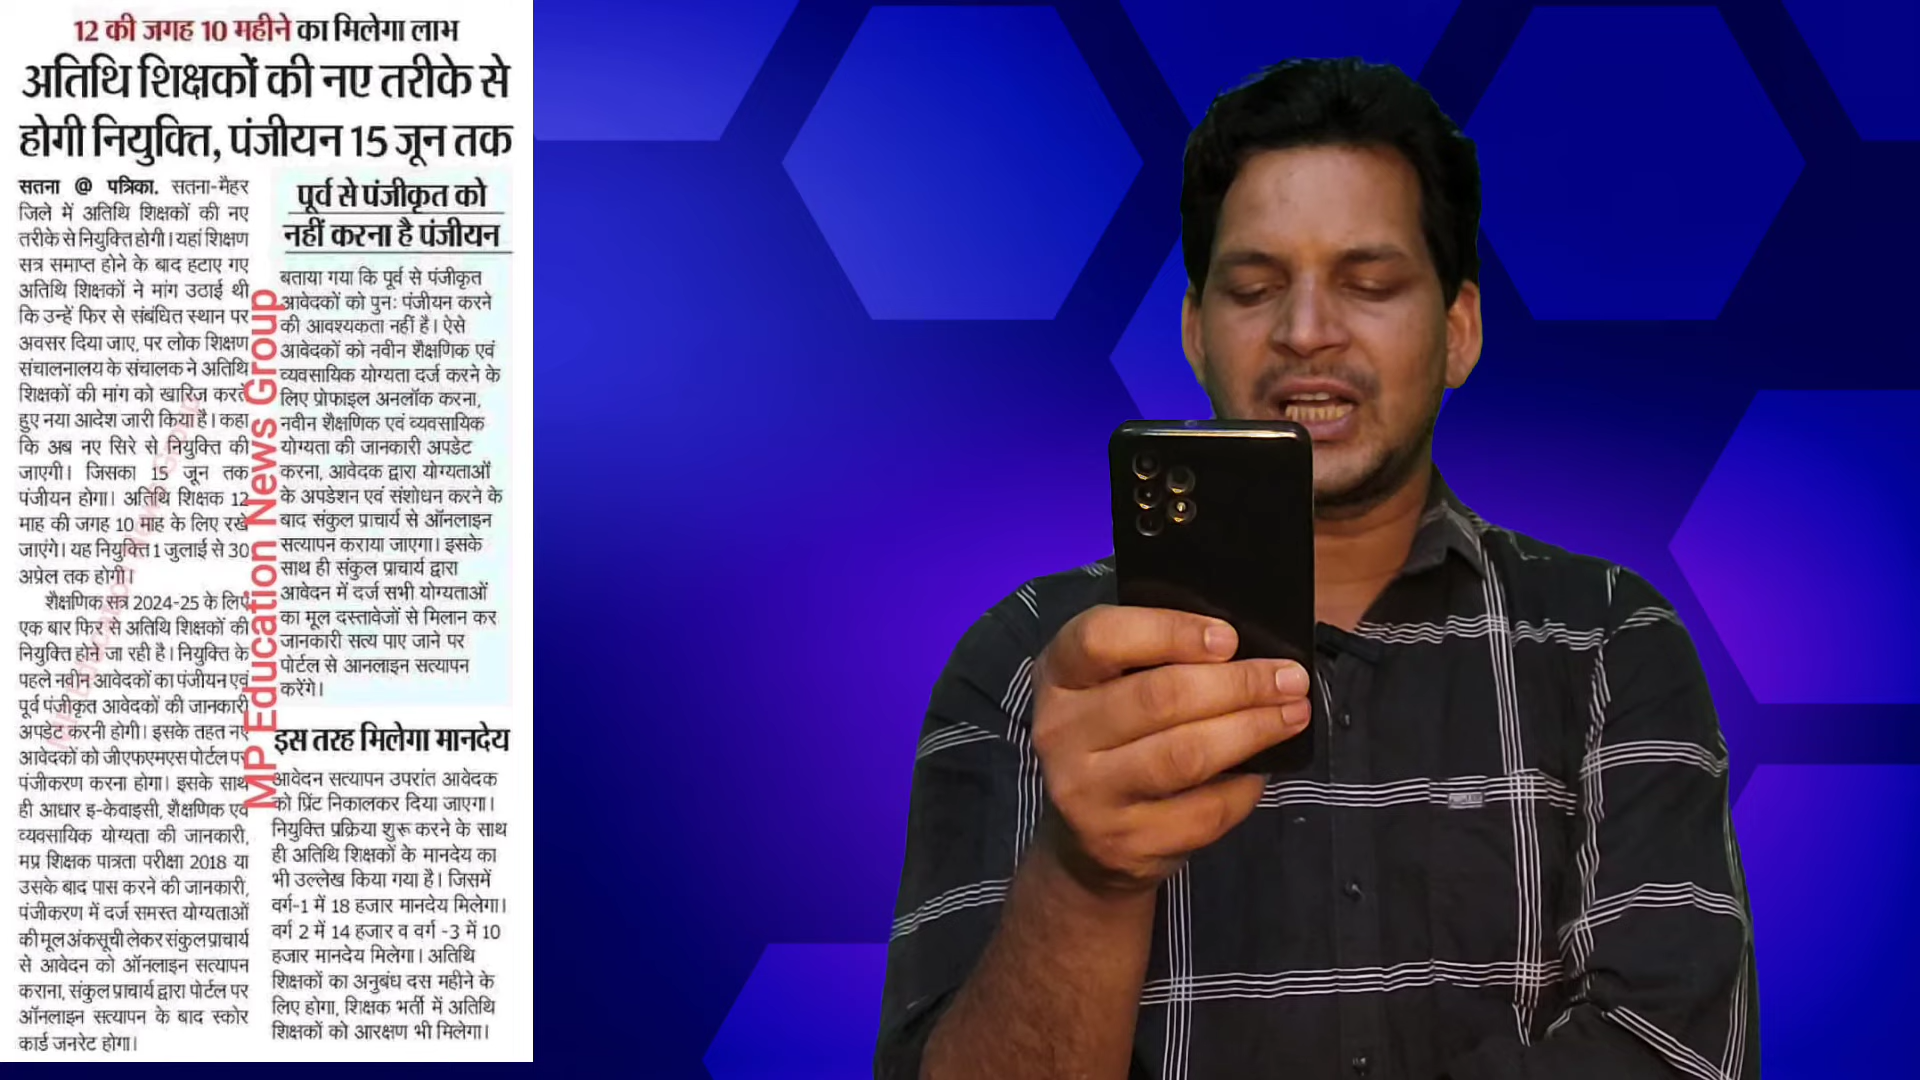 12 की जगह 10 महीने का मिलेगा लाभ
अतिथि शिक्षकों की नए तरीके से
होगी नियुक्ति, पंजीयन 15 जून तक
सतना @ पत्रिका. सतना-मैहर
जिले में अतिथि शिक्षकों की नए
तरीके से नियुक्ति होगी। यहां शिक्षण
सत्र समाप्त होने के बाद हटाए गए
अतिथि शिक्षकों ने मांग उठाई थी
कि उन्हें फिर से संबंधित स्थान पर
अवसर दिया जाए, पर लोक शिक्षण
संचालनालय के संचालक ने अतिथि
शिक्षकों की मांग को खारिज करते
हुए नया आदेश जारी किया है। कहा
कि अब नए सिरे से नियुक्ति की
जाएगी। जिसका 15 जून तक
पंजीयन होगा। अतिथि शिक्षक 12
माह की जगह 10 माह के लिए रखे
जाएंगे। यह नियुक्ति 1 जुलाई से 30
अप्रेल तक होगी।
शैक्षणिक सत्र 2024-25 के लिए
एक बार फिर से अतिथि शिक्षकों की
नियुक्ति होने जा रही है। नियुक्ति के
पहले नवीन आवेदकों का पंजीयन एवं
पूर्व पंजीकृत आवेदकों की जानकारी
अपडेट करनी होगी। इसके तहत नए
आवेदकों को जीएफएमएस पोर्टल पर
पंजीकरण करना होगा। इसके साथ
ही आधार इ-केवाइसी, शैक्षणिक एवं
व्यवसायिक योग्यता की जानकारी,
मप्र शिक्षक पात्रता परीक्षा 2018 या
उसके बाद पास करने की जानकारी,
पंजीकरण में दर्ज समस्त योग्यताओं
की मूल अंकसूची लेकर संकुल प्राचार्य
से आवेदन को ऑनलाइन सत्यापन
कराना, संकुल प्राचार्य द्वारा पोर्टल पर
ऑनलाइन सत्यापन के बाद स्कोर
कार्ड जनरेट होगा।
पूर्व से पंजीकृत को
नहीं करना है पंजीयन
बताया गया कि पूर्व से पंजीकृत
आवेदकों को पुन: पंजीयन करने
की आवश्यकता नहीं है। ऐसे
आवेदकों को नवीन शैक्षणिक एवं
व्यवसायिक योग्यता दर्ज करने के
लिए प्रोफाइल अनलॉक करना,
नवीन शैक्षणिक एवं व्यवसायिक
योग्यता की जानकारी अपडेट
करना, आवेदक द्वारा योग्यताओं
के अपडेशन एवं संशोधन करने के
बाद संकुल प्राचार्य से ऑनलाइन
सत्यापन कराया जाएगा। इसके
साथ ही संकुल प्राचार्य द्वारा
आवेदन में दर्ज सभी योग्यताओं
का मूल दस्तावेजों से मिलान कर
जानकारी सत्य पाए जाने पर
पोर्टल से आनलाइन सत्यापन
करेंगे।
इस तरह मिलेगा मानदेय
आवेदन सत्यापन उपरांत आवेदक
को प्रिंट निकालकर दिया जाएगा।
नियुक्ति प्रक्रिया शुरू करने के साथ
ही अतिथि शिक्षकों के मानदेय का
भी उल्लेख किया गया है। जिसमें
वर्ग-1 में 18 हजार मानदेय मिलेगा।
वर्ग 2 में 14 हजार व वर्ग -3 में 10
हजार मानदेय मिलेगा। अतिथि
शिक्षकों का अनुबंध दस महीने के
लिए होगा, शिक्षक भर्ती में अतिथि
शिक्षकों को आरक्षण भी मिलेगा।
MP Education News Group